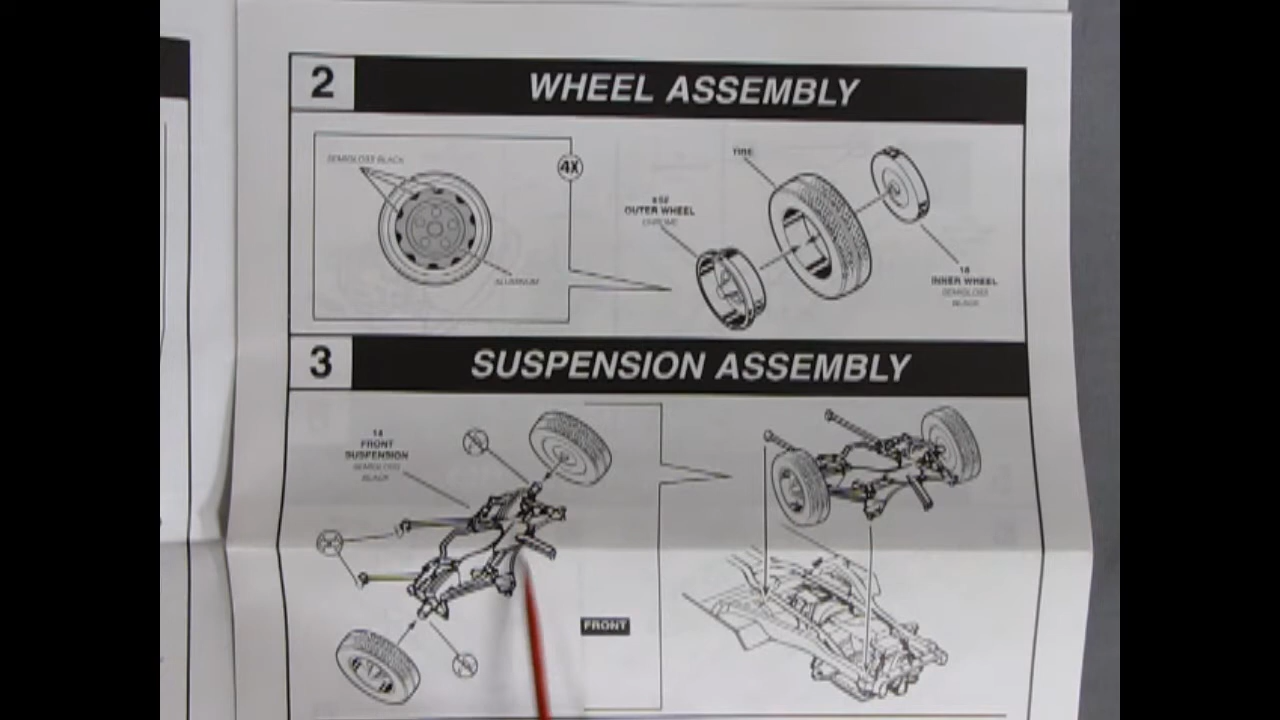 2
WHEEL ASSEMBLY
SEMIGLOSS BLACK
4X
ALUMINUM
OUTER WHEEL
CHROME
TIRE
18
INNER WHEEL
SEMIGLOSS
BLACK
3
SUSPENSION ASSEMBLY
14
FRONT
SUSPENSION
SEMIGLOSS
BLACK
FRONT